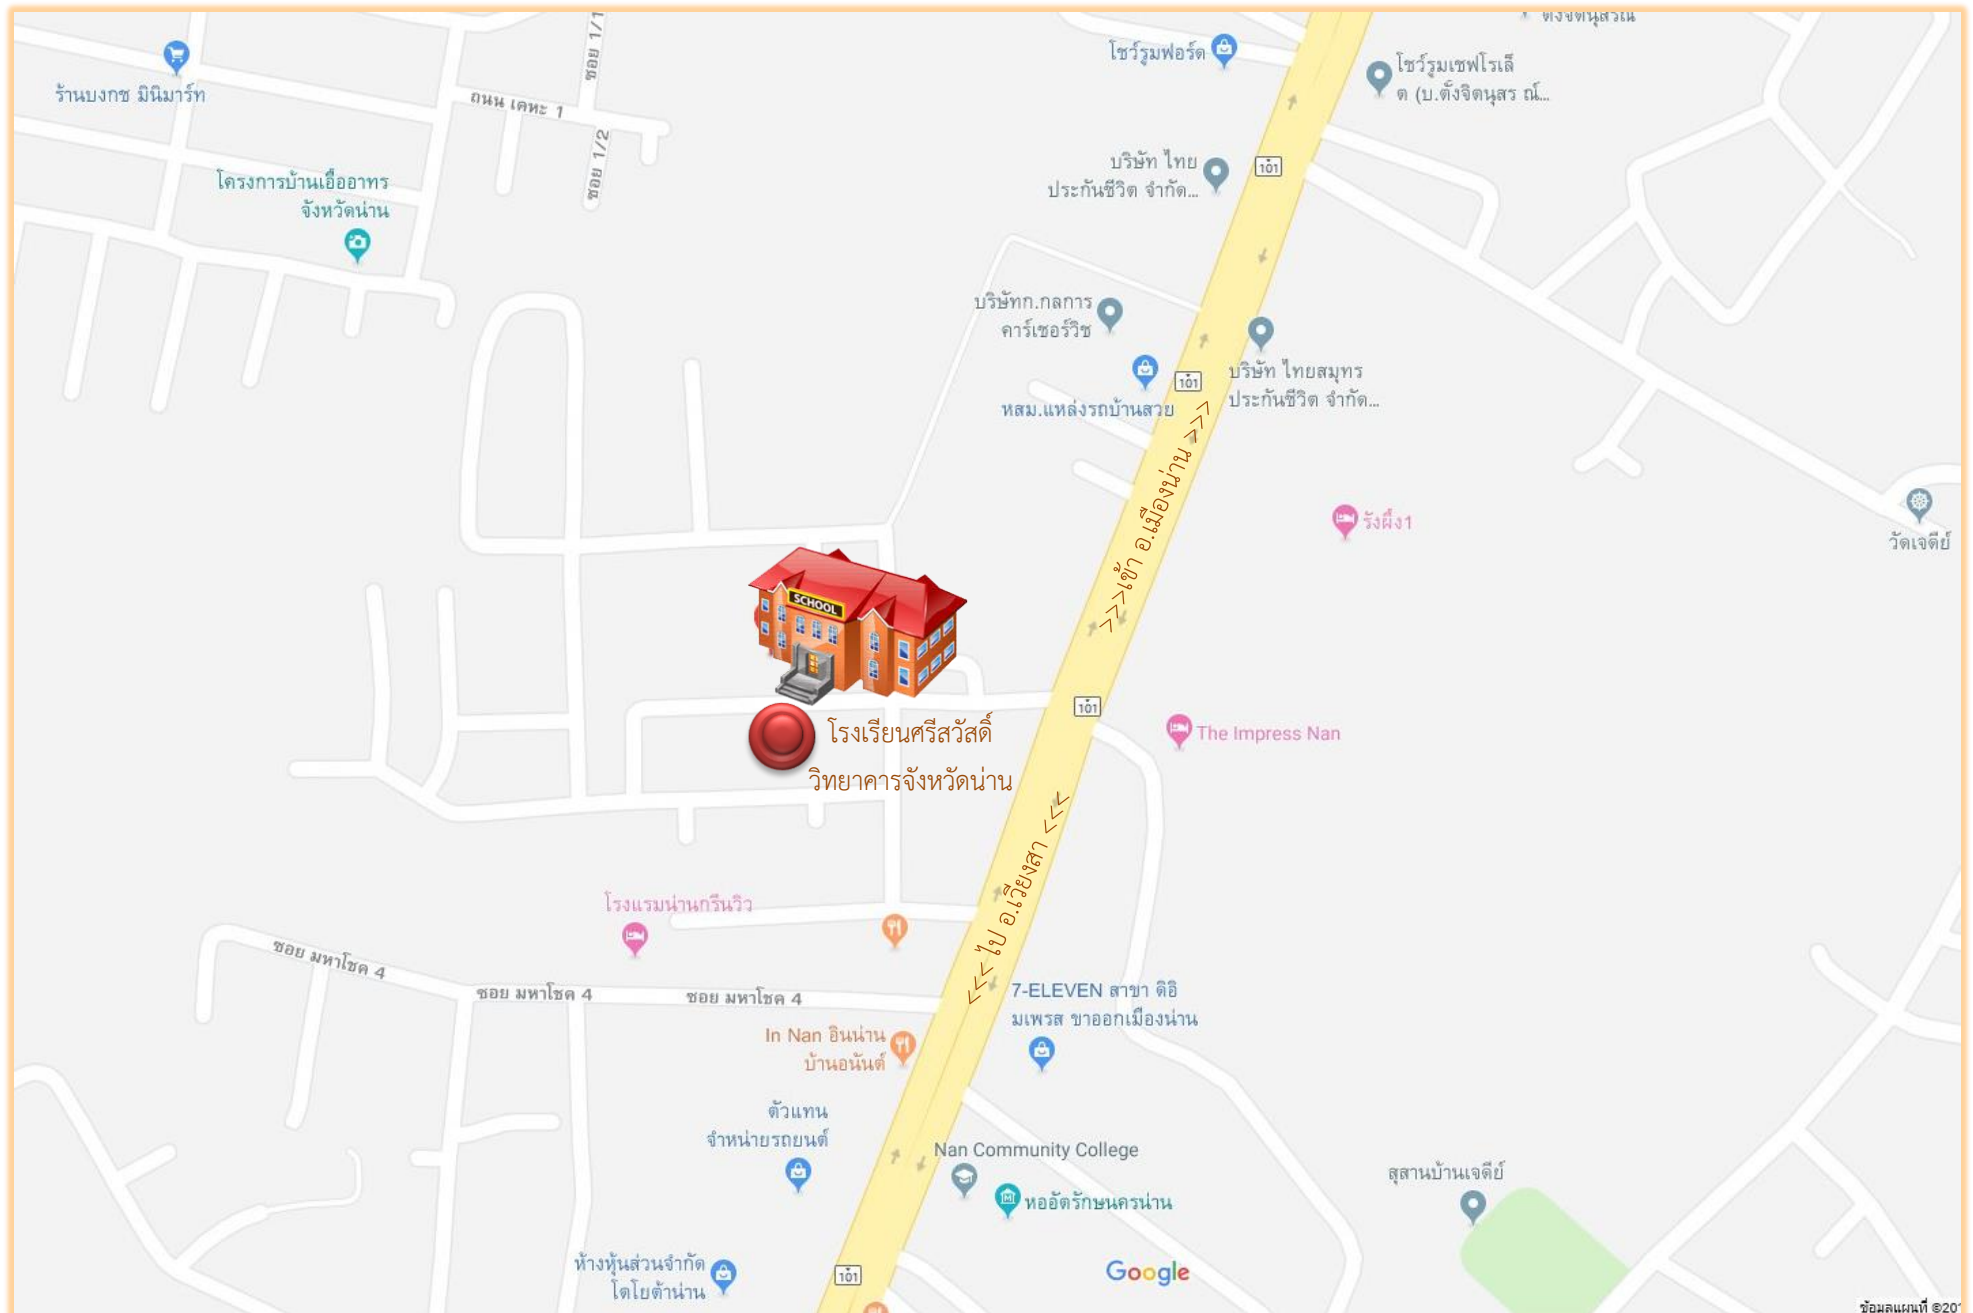 ตั้งจิตนุสรณ์
โชว์รูมฟอร์ด
โชว์รูมเชฟโรเล็
ต (บ.ตั้งจิตนุสร ณ์...
ร้านบงกช มินิมาร์ท
ถนน เคหะ 1
ซอย 1/1
ซอย 1/2
101
บริษัท ไทย
ประกันชีวิต จำกัด...
โครงการบ้านเอื้ออาทร
จังหวัดน่าน
บริษัทก.กลการ
คาร์เซอร์วิช
101
บริษัท ไทยสมุทร
ประกันชีวิต จำกัด...
หสม.แหล่งรถบ้านสวย
>>>เข้า อ.เมืองน่าน >>>
รังผึ้ง1
วัดเจดีย์
SCHOOL
101
โรงเรียนศรีสวัสดิ์
วิทยาคารจังหวัดน่าน
The Impress Nan
<<< ไป อ.เวียงสา <<<
โรงแรมน่านกรีนวิว
ซอย มหาโชค 4
ซอย มหาโชค 4
ซอย มหาโชค 4
7-ELEVEN สาขา ดิอิ
มเพรส ขาออกเมืองน่าน
In Nan อินน่าน
บ้านอนันต์
ตัวแทน
จำหน่ายรถยนต์
Nan Community College
หออัตรักษนครน่าน
สุสานบ้านเจดีย์
ห้างหุ้นส่วนจำกัด
โตโยต้าน่าน
101
Google
ข้อมูลแผนที่ ©201